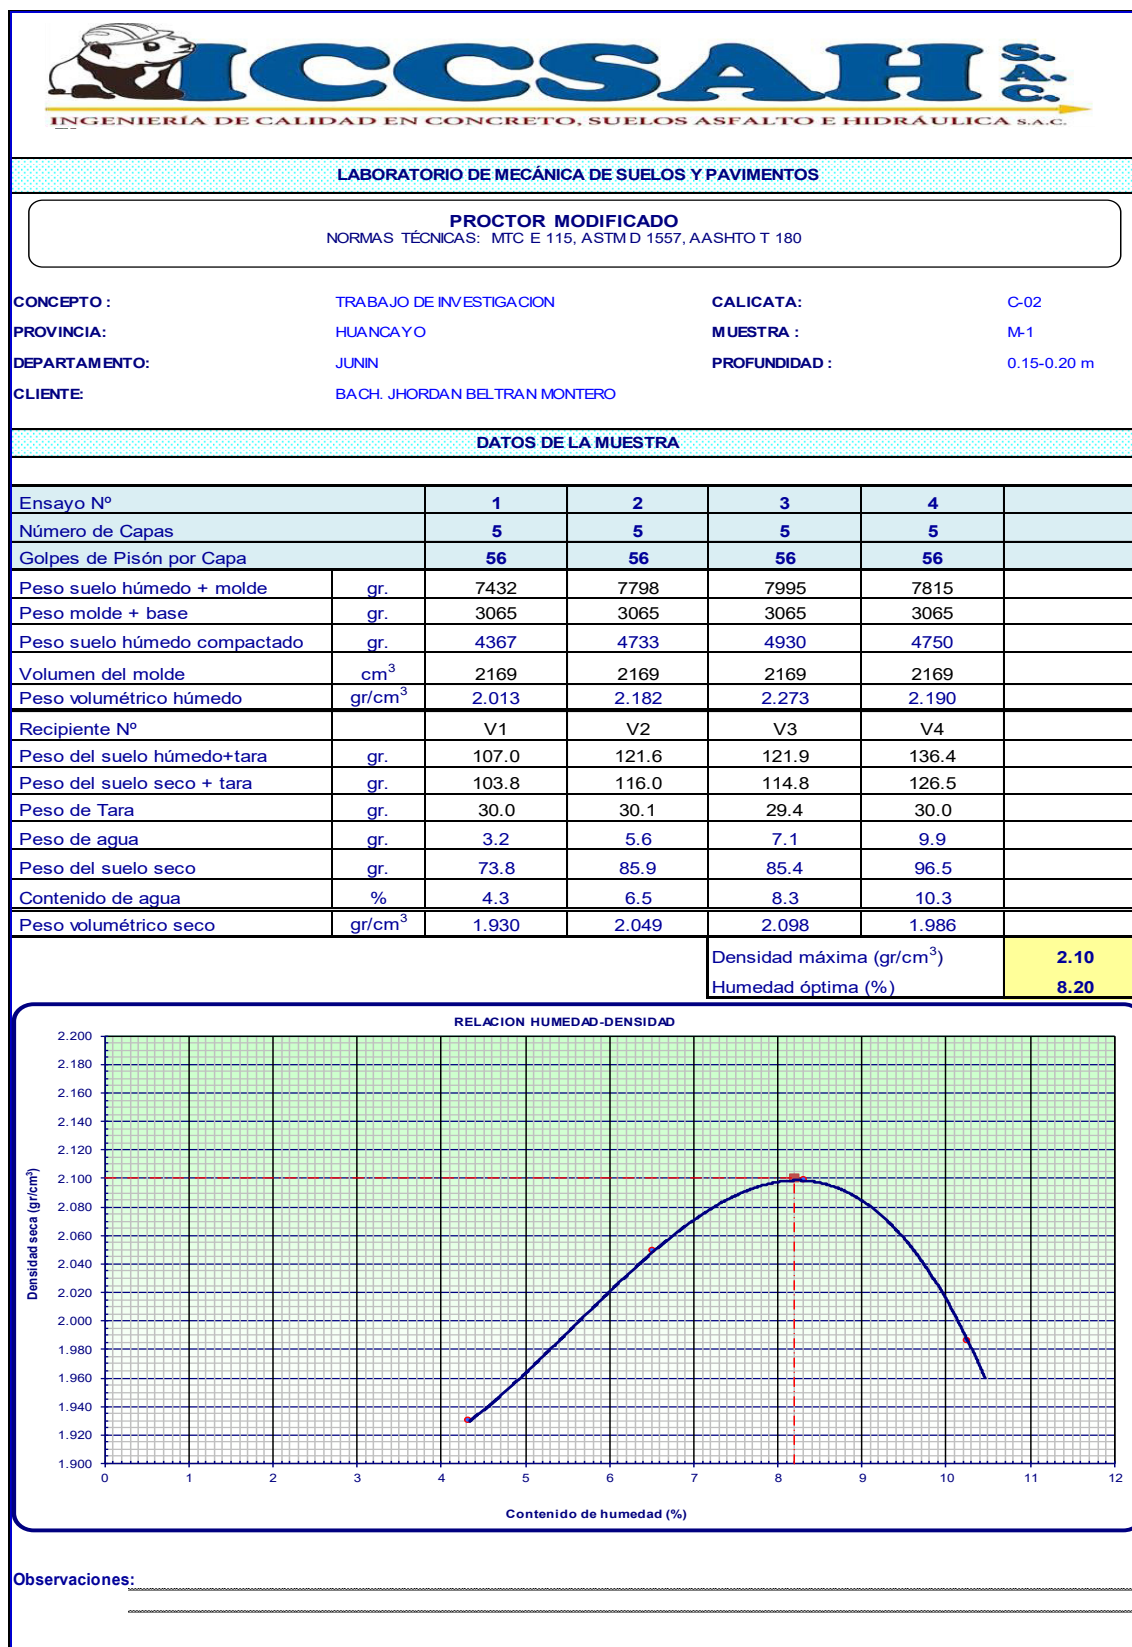 ICCSAH S.A.C.
INGENIERÍA DE CALIDAD EN CONCRETO, SUELOS ASFALTO E HIDRÁULICA S.A.C.
LABORATORIO DE MECÁNICA DE SUELOS Y PAVIMENTOS
PROCTOR MODIFICADO
NORMAS TÉCNICAS: MTC E 115, ASTM D 1557, AASHTO T 180
CONCEPTO : TRABAJO DE INVESTIGACION CALICATA: C-02
PROVINCIA: HUANCAYO MUESTRA : M-1
DEPARTAMENTO: JUNIN PROFUNDIDAD : 0.15-0.20 m
CLIENTE: BACH. JHORDAN BELTRAN MONTERO
DATOS DE LA MUESTRA
Ensayo Nº 1 2 3 4
Número de Capas 5 5 5 5
Golpes de Pisón por Capa 56 56 56 56
Peso suelo húmedo + molde gr. 7432 7798 7995 7815
Peso molde + base gr. 3065 3065 3065 3065
Peso suelo húmedo compactado gr. 4367 4733 4930 4750
Volumen del molde cm³ 2169 2169 2169 2169
Peso volumétrico húmedo gr/cm³ 2.013 2.182 2.273 2.190
Recipiente Nº V1 V2 V3 V4
Peso del suelo húmedo+tara gr. 107.0 121.6 121.9 136.4
Peso del suelo seco + tara gr. 103.8 116.0 114.8 126.5
Peso de Tara gr. 30.0 30.1 29.4 30.0
Peso de agua gr. 3.2 5.6 7.1 9.9
Peso del suelo seco gr. 73.8 85.9 85.4 96.5
Contenido de agua % 4.3 6.5 8.3 10.3
Peso volumétrico seco gr/cm³ 1.930 2.049 2.098 1.986
Densidad máxima (gr/cm³) 2.10
Humedad óptima (%) 8.20
RELACION HUMEDAD-DENSIDAD
Densidad seca (gr/cm³)
2.200
2.180
2.160
2.140
2.120
2.100
2.080
2.060
2.040
2.020
2.000
1.980
1.960
1.940
1.920
1.900
0 1 2 3 4 5 6 7 8 9 10 11 12
Contenido de humedad (%)
Observaciones: